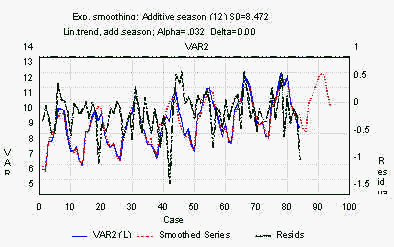 Exp. smoothing: Additive season (12) S0=8.472
Lin.trend, add.season; Alpha= .032 Delta=0.00
VAR2
14
13
12
11
10
9
8
7
6
5
1
0.5
0
-0.5
-1
-1.5
VAR
Resid
0 10 20 30 40 50 60 70 80 90 100
Case
VAR2 (L) Smoothed Series Resids